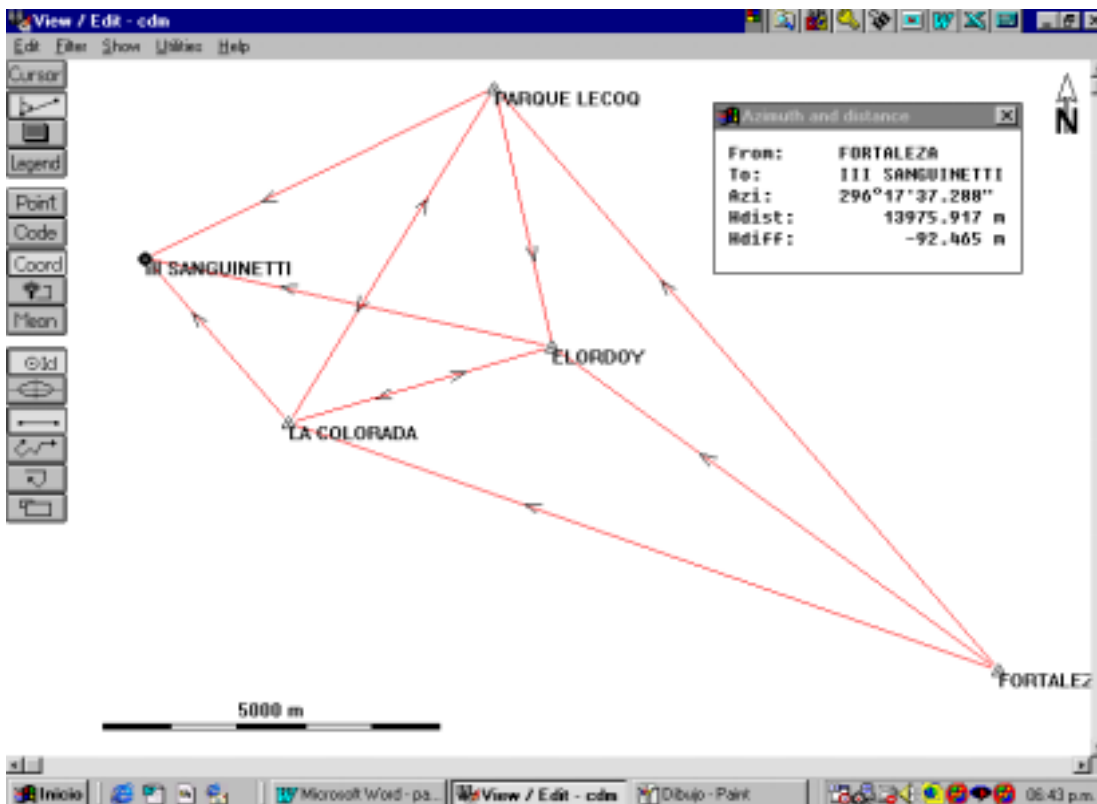 View / Edit - cdm
Edit Filter Show Utilities Help
Cursor
Legend
Point
Code
Coord
Mean
Id
PARQUE LECOQ
III SANGUINETTI
ELORDOY
LA COLORADA
FORTALEZ
Azimuth and distance
From: FORTALEZA
To: III SANGUINETTI
Azi: 296°17'37.288"
Hdist: 13975.917 m
Hdiff: -92.465 m
N
5000 m
Inicio
Microsoft Word - pa...
View / Edit - cdm
Dibujo - Paint
06:43 p.m.